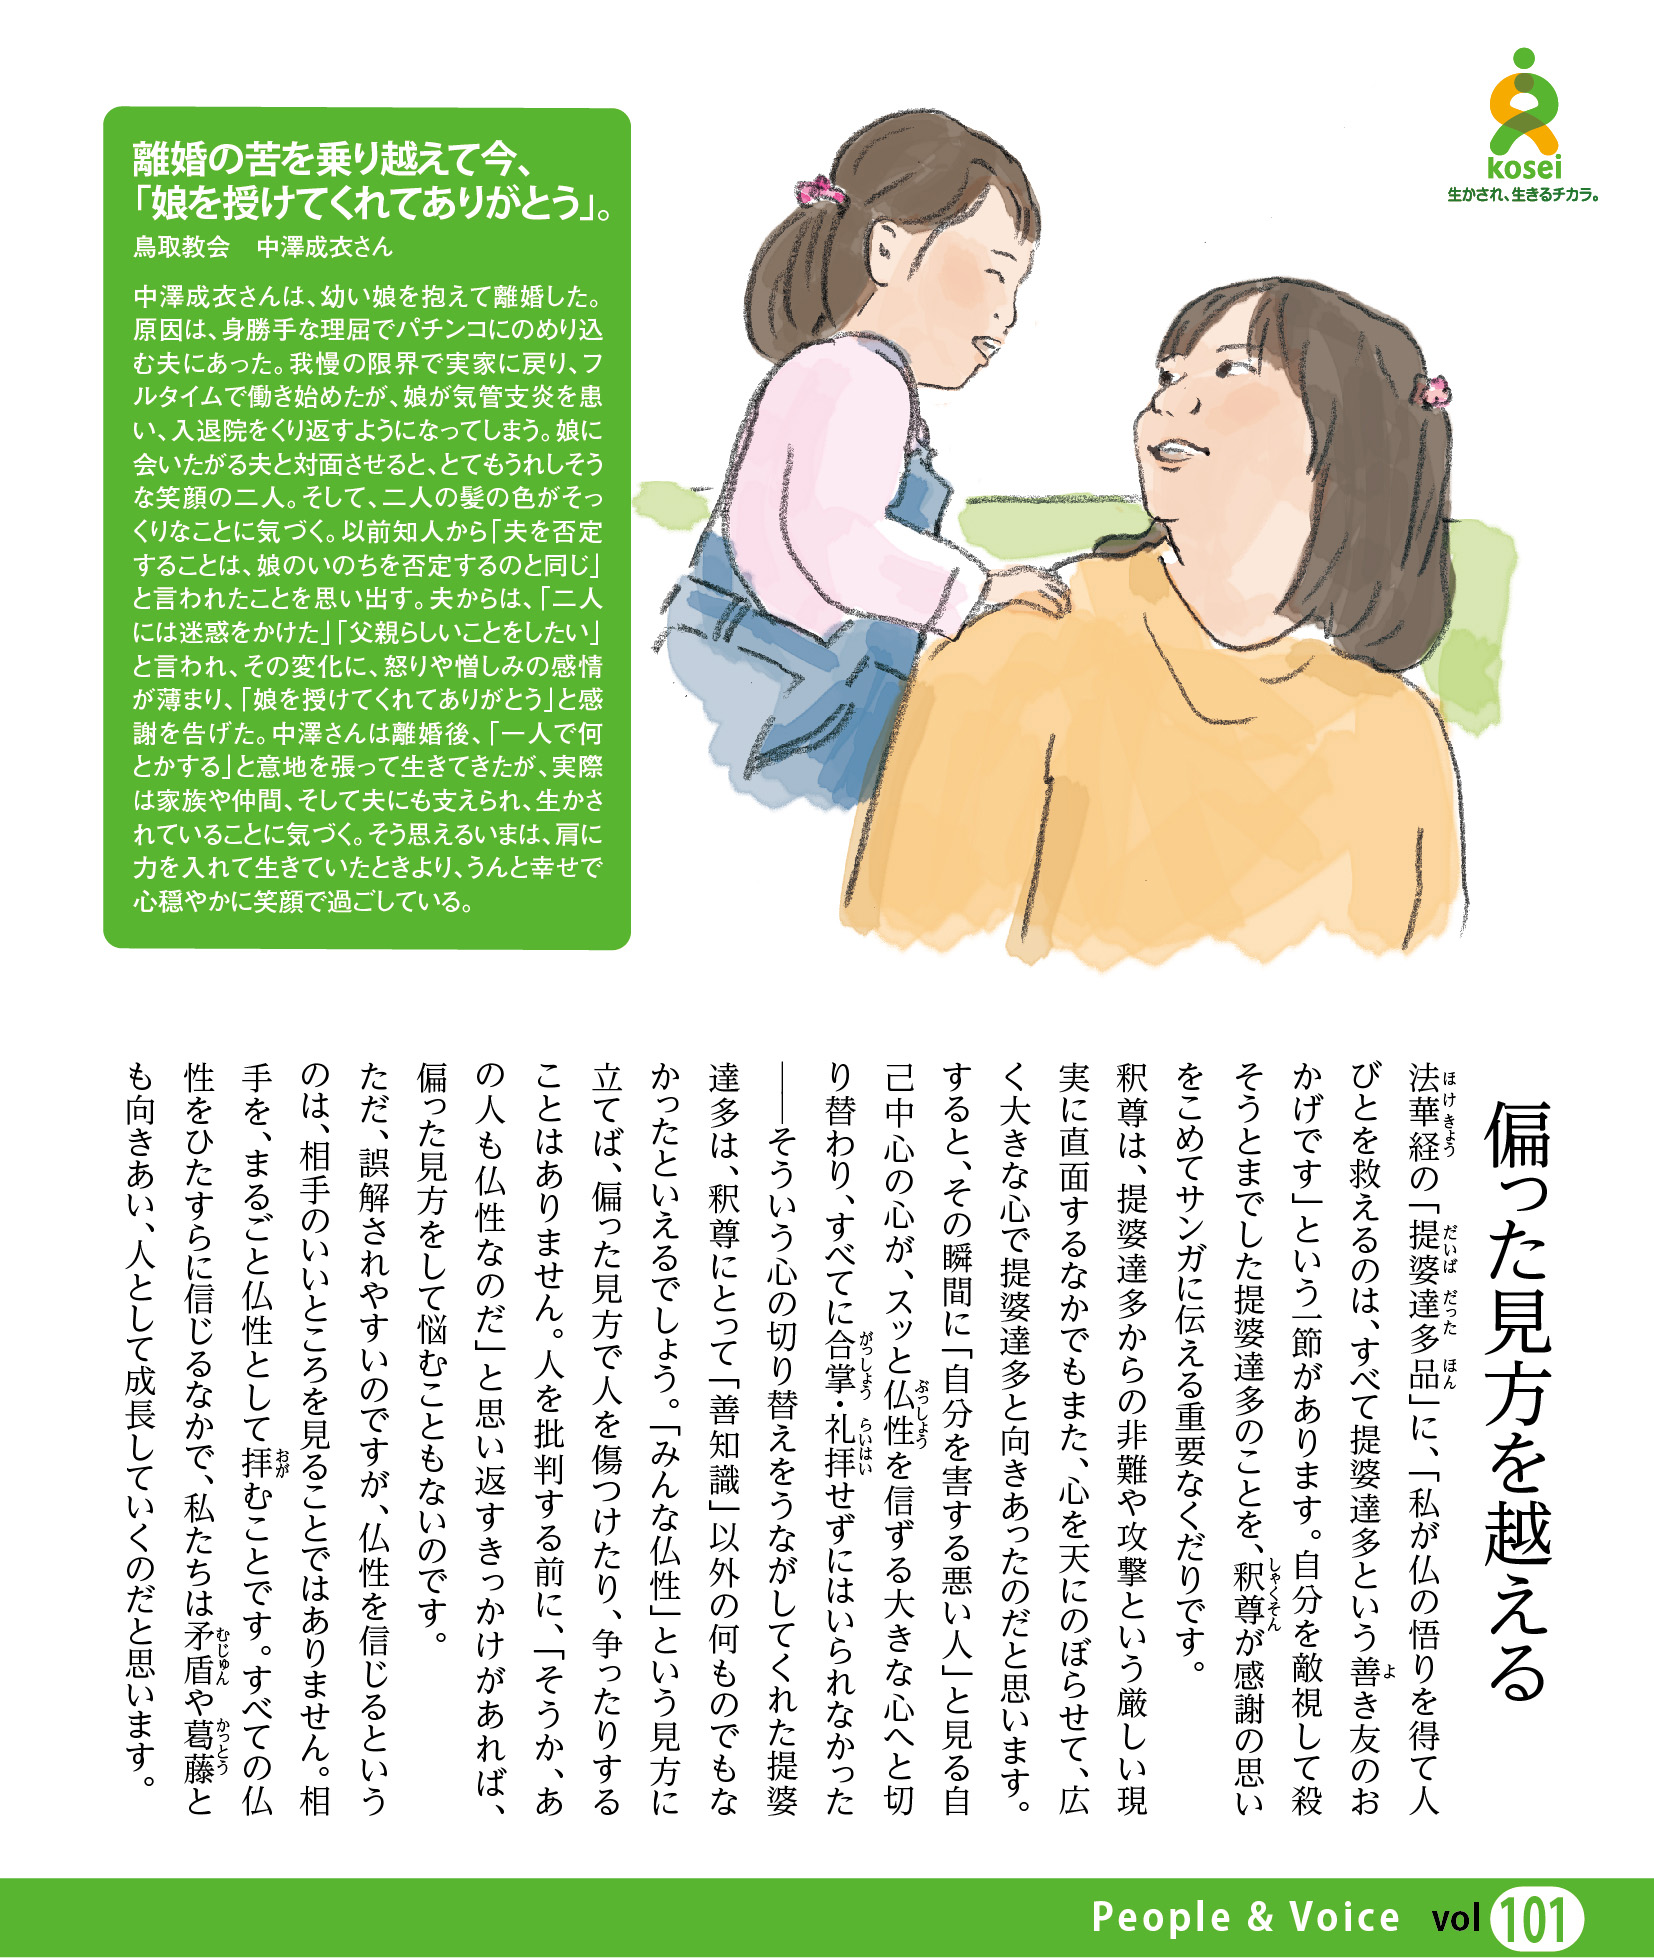 kosei
生かされ、生きるチカラ。
離婚の苦を乗り越えて今、
「娘を授けてくれてありがとう」。
鳥取教会　中澤成衣さん
中澤成衣さんは、幼い娘を抱えて離婚した。
原因は、身勝手な理屈でパチンコにのめり込
む夫にあった。我慢の限界で実家に戻り、フ
ルタイムで働き始めたが、娘が気管支炎を患
い、入退院をくり返すようになってしまう。娘に
会いたがる夫と対面させると、とてもうれしそう
な笑顔の二人。そして、二人の髪の色がそっ
くりなことに気づく。以前知人から「夫を否定
することは、娘のいのちを否定するのと同じ」
と言われたことを思い出す。夫からは、「二人
には迷惑をかけた」「父親らしいことをしたい」
と言われ、その変化に、怒りや憎しみの感情
が薄まり、「娘を授けてくれてありがとう」と感
謝を告げた。中澤さんは離婚後、「一人で何
とかする」と意地を張って生きてきたが、実際
は家族や仲間、そして夫にも支えられ、生かさ
れていることに気づく。そう思えるいまは、肩に
力を入れて生きていたときより、うんと幸せで
心穏やかに笑顔で過ごしている。
偏った見方を越える
法華経の「提婆達多品」に、「私が仏の悟りを得て人
ほけきょう だいばだったほん
びとを救えるのは、すべて提婆達多という善き友のお
よ
かげです」という一節があります。自分を敵視して殺
そうとまでした提婆達多のことを、釈尊が感謝の思い
しゃくそん
をこめてサンガに伝える重要なくだりです。
釈尊は、提婆達多からの非難や攻撃という厳しい現
実に直面するなかでもまた、心を天にのぼらせて、広
く大きな心で提婆達多と向きあったのだと思います。
すると、その瞬間に「自分を害する悪い人」と見る自
己中心の心が、スッと仏性を信ずる大きな心へと切
ぶっしょう
り替わり、すべてに合掌・礼拝せずにはいられなかった
がっしょう らいはい
――そういう心の切り替えをうながしてくれた提婆
達多は、釈尊にとって「善知識」以外の何ものでもな
かったといえるでしょう。「みんな仏性」という見方に
立てば、偏った見方で人を傷つけたり、争ったりする
ことはありません。人を批判する前に、「そうか、あ
の人も仏性なのだ」と思い返すきっかけがあれば、
偏った見方をして悩むこともないのです。
ただ、誤解されやすいのですが、仏性を信じるという
のは、相手のいいところを見ることではありません。相
手を、まるごと仏性として拝むことです。すべての仏
おが
性をひたすらに信じるなかで、私たちは矛盾や葛藤と
むじゅん かっとう
も向きあい、人として成長していくのだと思います。
People & Voice vol 101